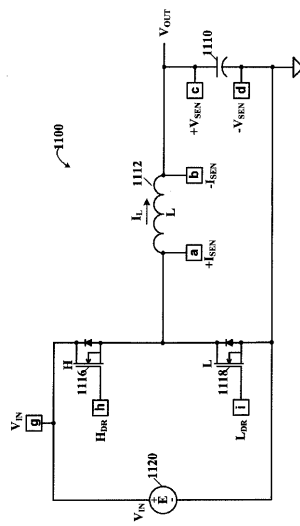 1100
V_IN
g
H
1116
h
H_DR
V_IN
E
+
-
1120
L
1118
i
L_DR
I_L
1112
L
a
+I_SEN
b
-I_SEN
V_OUT
c
+V_SEN
1110
d
-V_SEN